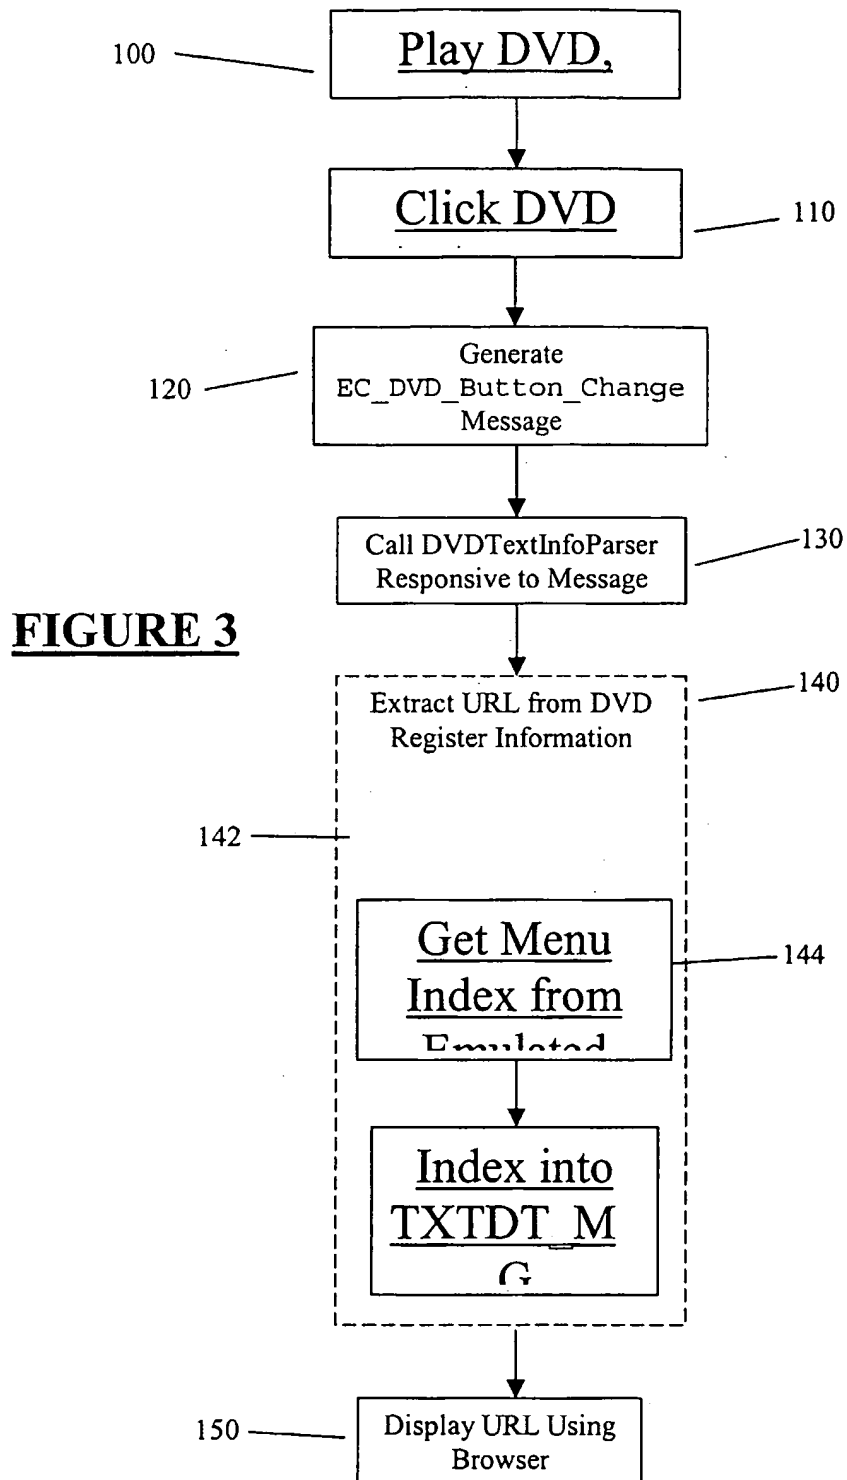 100
Play DVD,
Click DVD
110
Generate
120
EC_DVD_Button_Change
Message
Call DVDTextInfoParser
130
Responsive to Message
FIGURE 3
Extract URL from DVD
140
Register Information
142
Get Menu
144
Index from
Emulated
Index into
TXTDT_M
G
Display URL Using
150
Browser